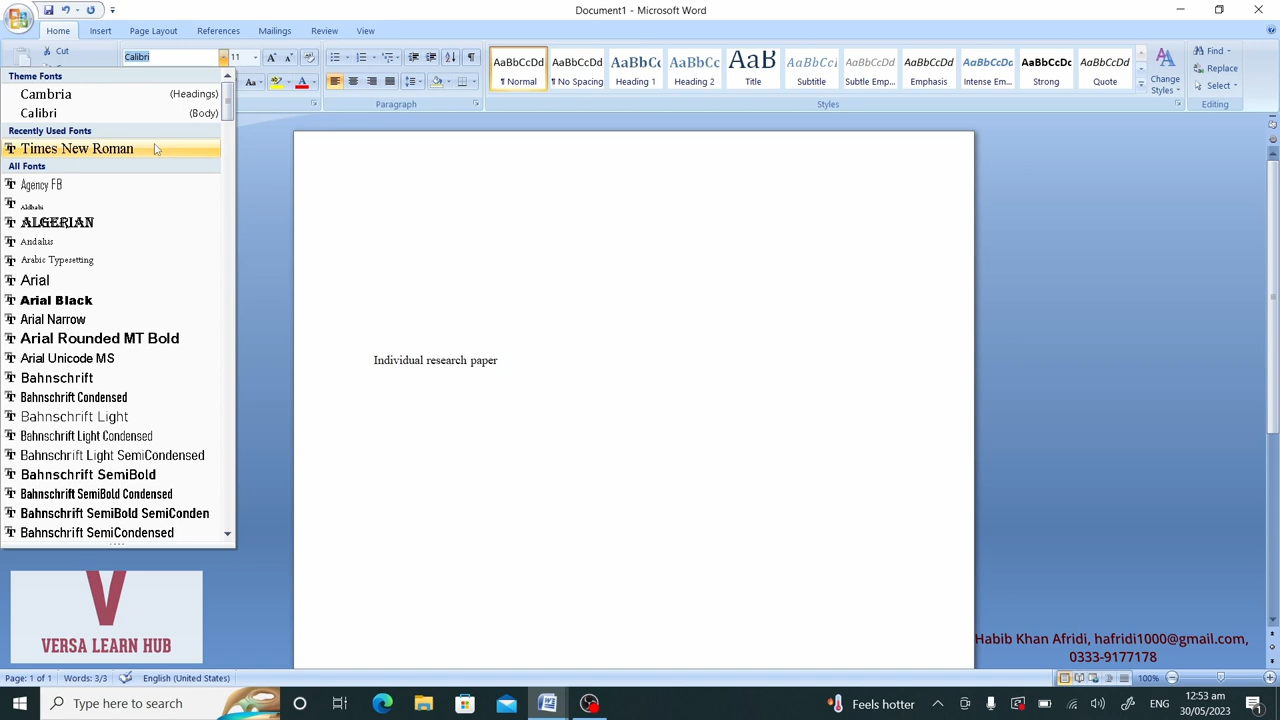 Document1 - Microsoft Word
Home Insert Page Layout References Mailings Review View
Cut
Calibri 11
AaBbCcDd AaBbCcDd AaBbCc AaBbCc AaB AaBbCcl AaBbCcDd AaBbCcDd AaBbCcDd AaBbCcDc AaBbCcDd
¶ Normal ¶ No Spacing Heading 1 Heading 2 Title Subtitle Subtle Emp... Emphasis Intense Em... Strong Quote
Change Styles
Find
Replace
Select
Aa A
Paragraph Styles Editing
Theme Fonts
Cambria (Headings)
Calibri (Body)
Recently Used Fonts
Times New Roman
All Fonts
Agency FB
Aldhabi
ALGERIAN
Andalus
Arabic Typesetting
Arial
Arial Black
Arial Narrow
Arial Rounded MT Bold
Arial Unicode MS
Bahnschrift
Bahnschrift Condensed
Bahnschrift Light
Bahnschrift Light Condensed
Bahnschrift Light SemiCondensed
Bahnschrift SemiBold
Bahnschrift SemiBold Condensed
Bahnschrift SemiBold SemiConden
Bahnschrift SemiCondensed
Individual research paper
V
VERSA LEARN HUB
Habib Khan Afridi, hafridi1000@gmail.com,
0333-9177178
Page: 1 of 1 Words: 3/3 English (United States) 100%
Type here to search
Feels hotter
ENG
12:53 am
30/05/2023